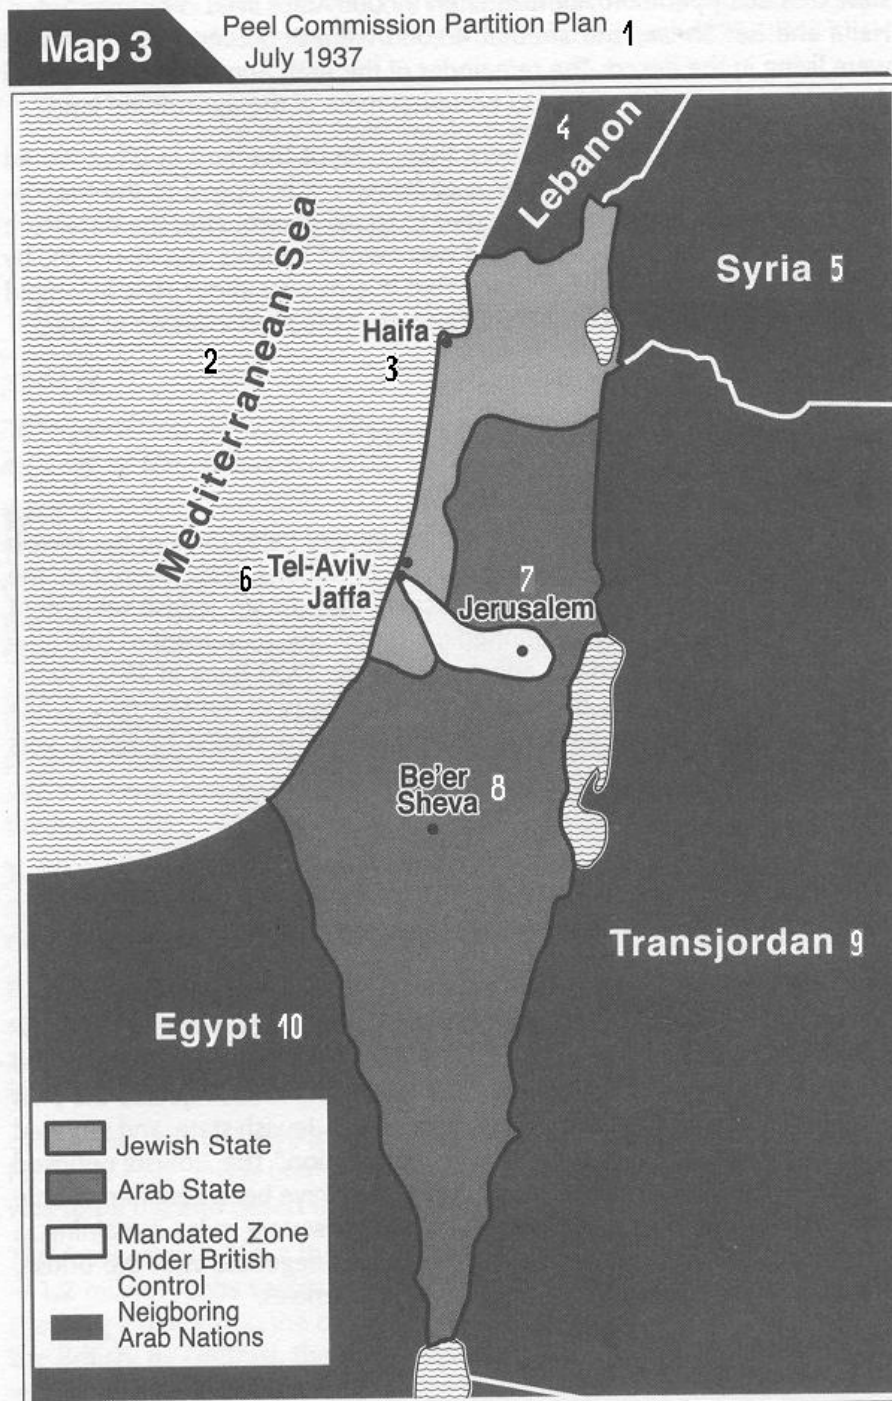 Map 3
Peel Commission Partition Plan 1
July 1937
4
Lebanon
Syria 5
Haifa
3
2
Mediterranean Sea
6 Tel-Aviv
Jaffa
7
Jerusalem
Be'er
Sheva 8
Transjordan 9
Egypt 10
Jewish State
Arab State
Mandated Zone
Under British
Control
Neigboring
Arab Nations